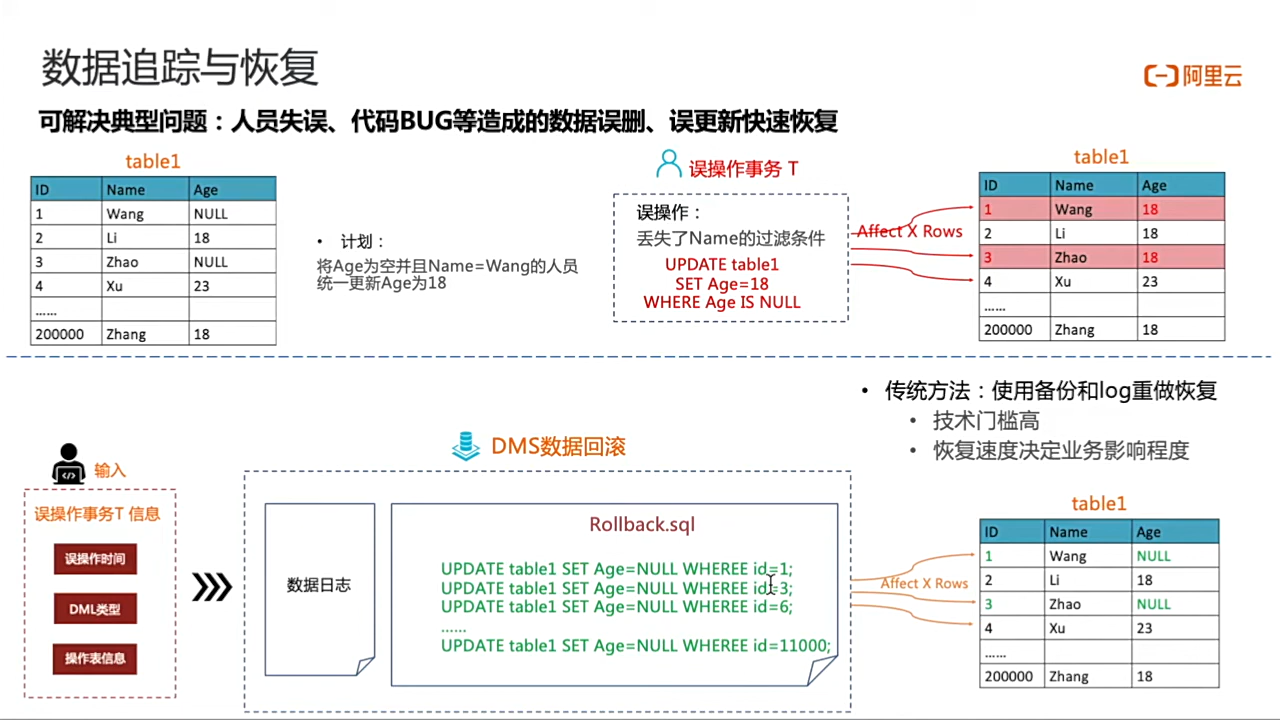 数据追踪与恢复
阿里云
可解决典型问题：人员失误、代码BUG等造成的数据误删、误更新快速恢复
table1
ID Name Age
1 Wang NULL
2 Li 18
3 Zhao NULL
4 Xu 23
......
200000 Zhang 18
• 计划：
将Age为空并且Name=Wang的人员
统一更新Age为18
误操作事务 T
误操作：
丢失了Name的过滤条件
UPDATE table1
SET Age=18
WHERE Age IS NULL
Affect X Rows
table1
ID Name Age
1 Wang 18
2 Li 18
3 Zhao 18
4 Xu 23
......
200000 Zhang 18
• 传统方法：使用备份和log重做恢复
• 技术门槛高
• 恢复速度决定业务影响程度
输入
误操作事务T 信息
误操作时间
DML类型
操作表信息
DMS数据回滚
数据日志
Rollback.sql
UPDATE table1 SET Age=NULL WHEREE id=1;
UPDATE table1 SET Age=NULL WHEREE id=3;
UPDATE table1 SET Age=NULL WHEREE id=6;
......
UPDATE table1 SET Age=NULL WHEREE id=11000;
Affect X Rows
table1
ID Name Age
1 Wang NULL
2 Li 18
3 Zhao NULL
4 Xu 23
......
200000 Zhang 18